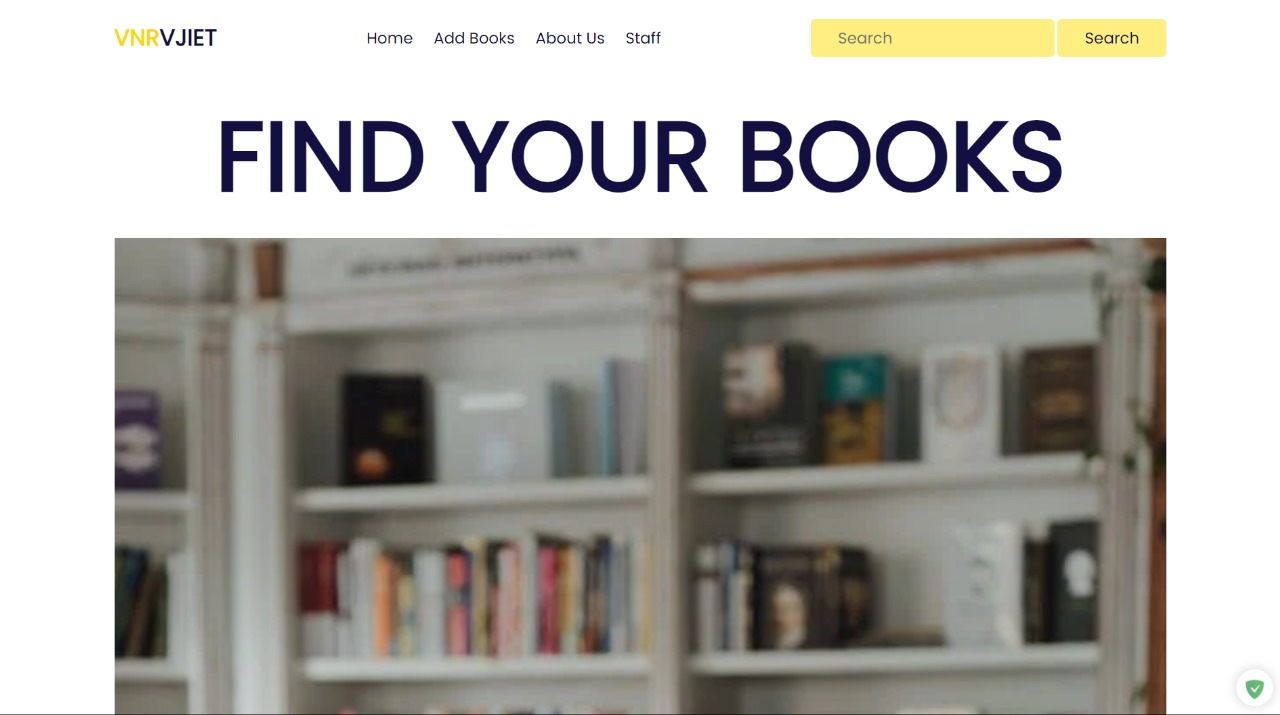 VNRVJIET
Home Add Books About Us Staff
Search
Search
FIND YOUR BOOKS